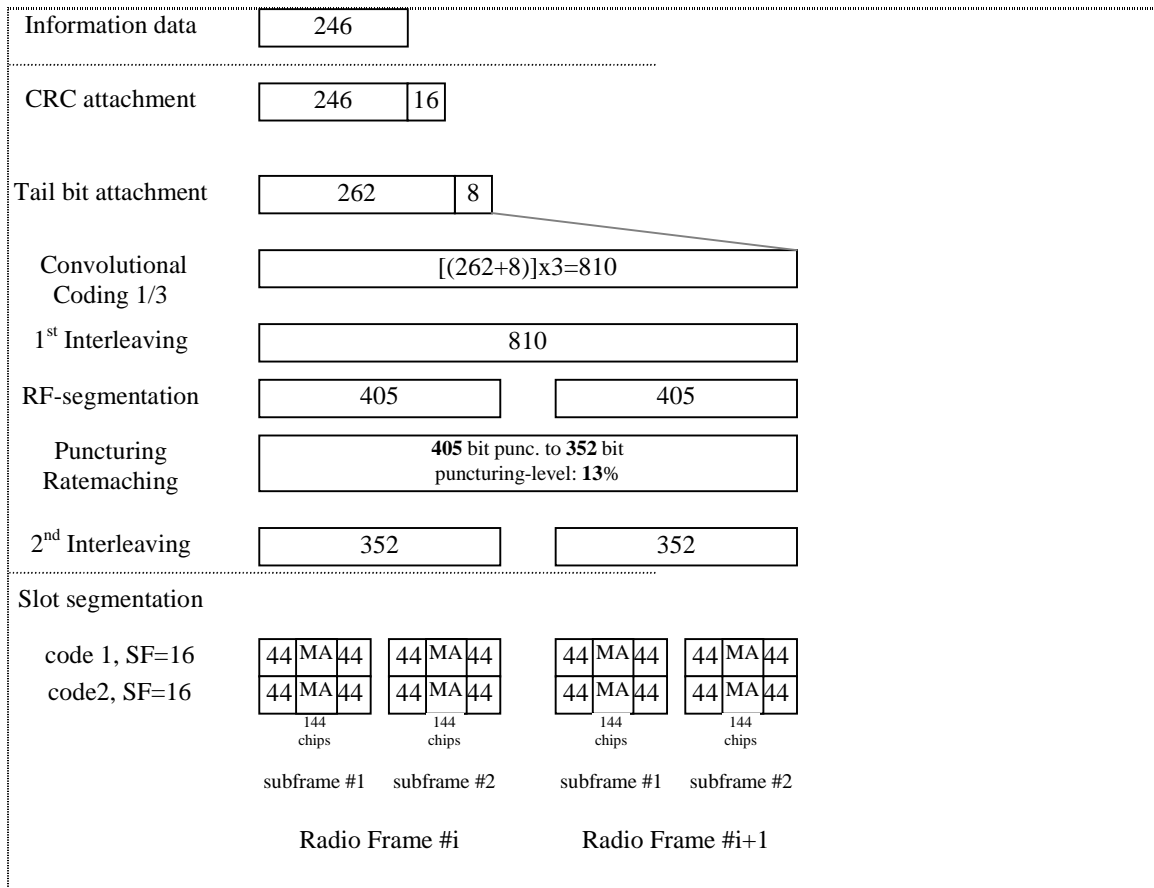 Information data 246
CRC attachment 246 16
Tail bit attachment 262 8
Convolutional
Coding 1/3
[(262+8)]x3=810
1st Interleaving 810
RF-segmentation 405 405
Puncturing
Ratemaching
405 bit punc. to 352 bit
puncturing-level: 13%
2nd Interleaving 352 352
Slot segmentation
code 1, SF=16 44 MA 44 44 MA 44 44 MA 44 44 MA 44
code2, SF=16 44 MA 44 44 MA 44 44 MA 44 44 MA 44
144 144 144 144
chips chips chips chips
subframe #1 subframe #2 subframe #1 subframe #2
Radio Frame #i Radio Frame #i+1